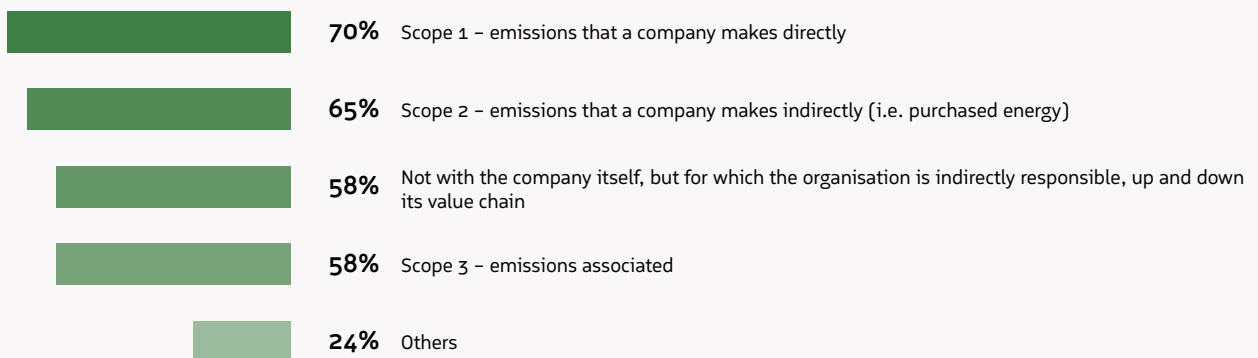 70% Scope 1 – emissions that a company makes directly
65% Scope 2 – emissions that a company makes indirectly (i.e. purchased energy)
58% Not with the company itself, but for which the organisation is indirectly responsible, up and down
its value chain
58% Scope 3 – emissions associated
24% Others